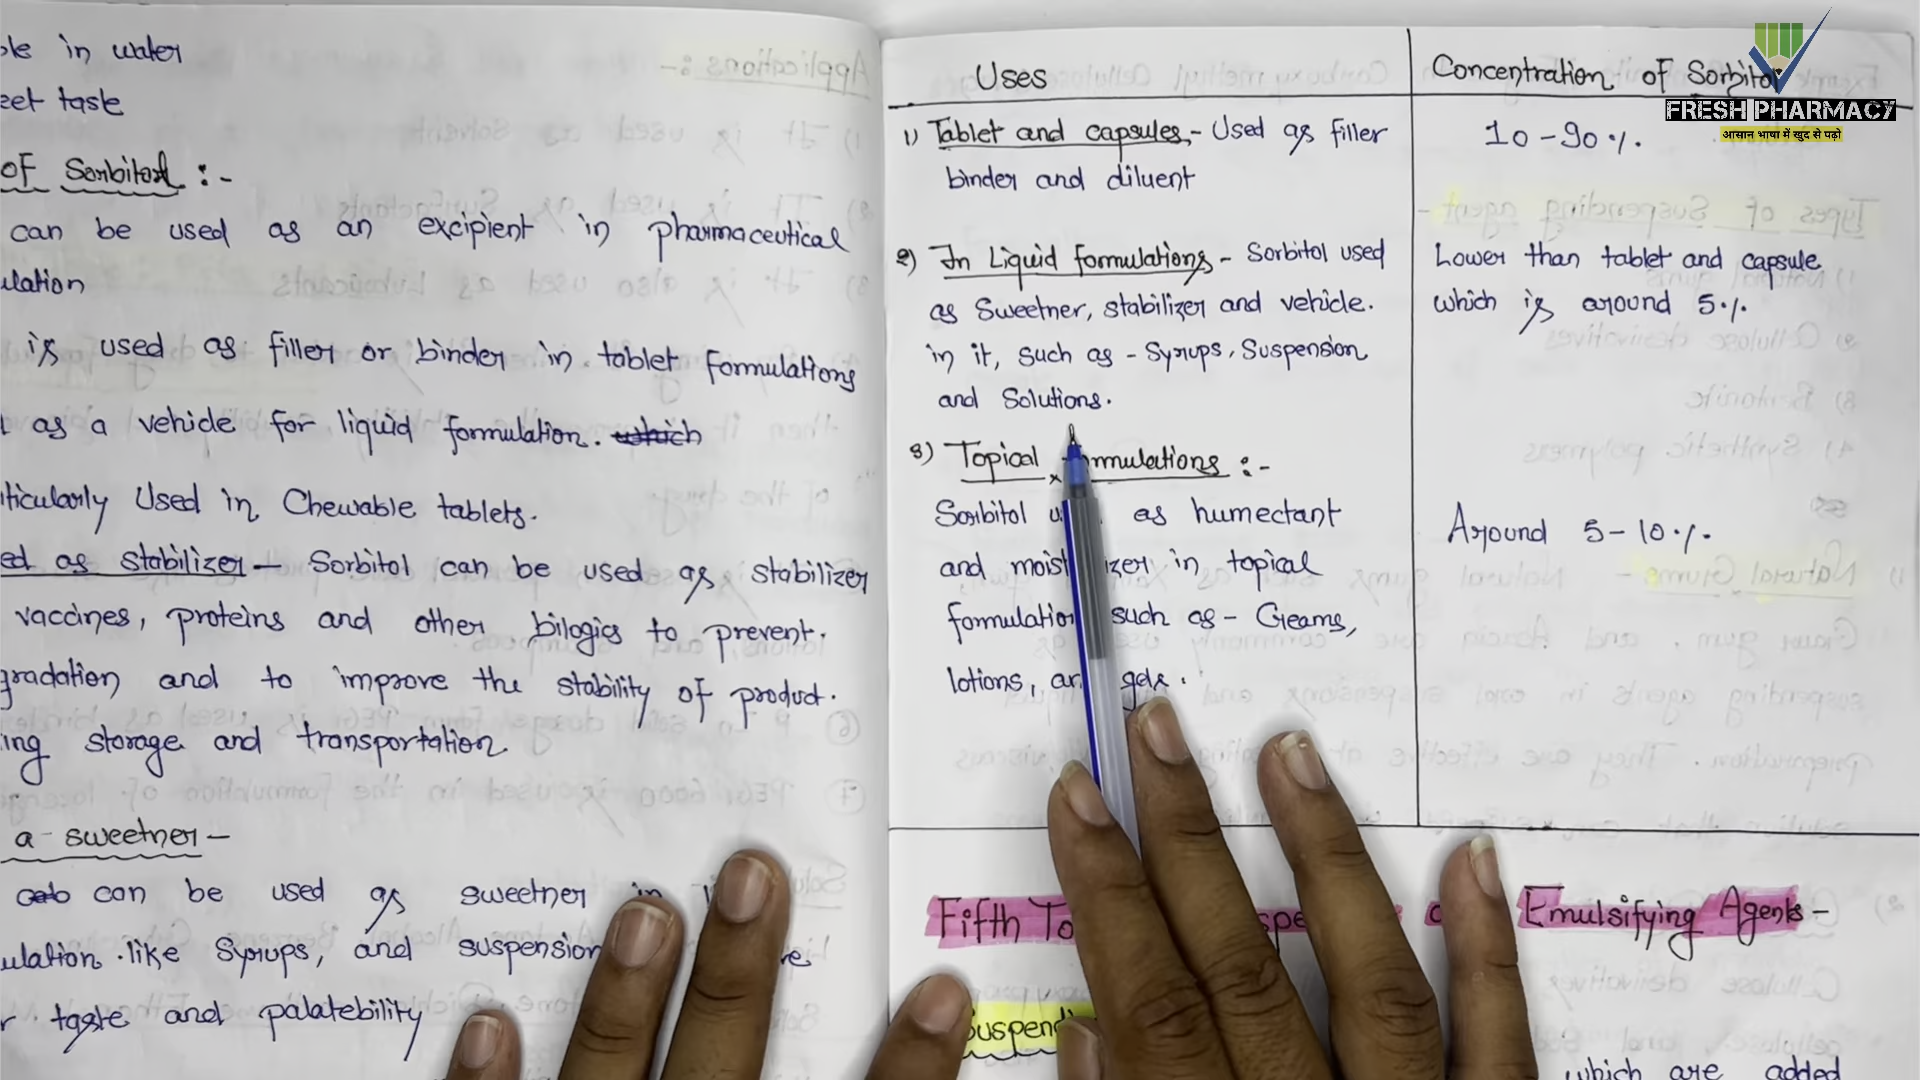 ble in water
eet taste
of Sorbitol :-
can be used as an excipient in pharmaceutical
ulation
is used as filler or binder in tablet formulations
as a vehicle for liquid formulation. which
ticularly Used in Chewable tablets.
ed as stabilizer – Sorbitol can be used as stabilizer
vaccines, proteins and other bilogics to prevent.
gradation and to improve the stability of product.
ing storage and transportation
a sweetner –
can be used as sweetner in
ulation like Syrups, and suspension
r taste and palatebility
Uses
Concentration of Sorbitol
1) Tablet and capsules - Used as filler
binder and diluent
10 - 90 %.
2) In Liquid formulations - Sorbitol used
as Sweetner, stabilizer and vehicle.
in it, such as - Syrups, Suspension
and Solutions.
Lower than tablet and capsule
which is around 5 %.
3) Topical formulations :-
Sorbitol as humectant
and in topical
formulation such as - Creams,
lotions, gels.
Around 5 - 10 %.
Fifth Emulsifying Agents -
which are added
FRESH PHARMACY
आसान भाषा में खुद से पढ़ो